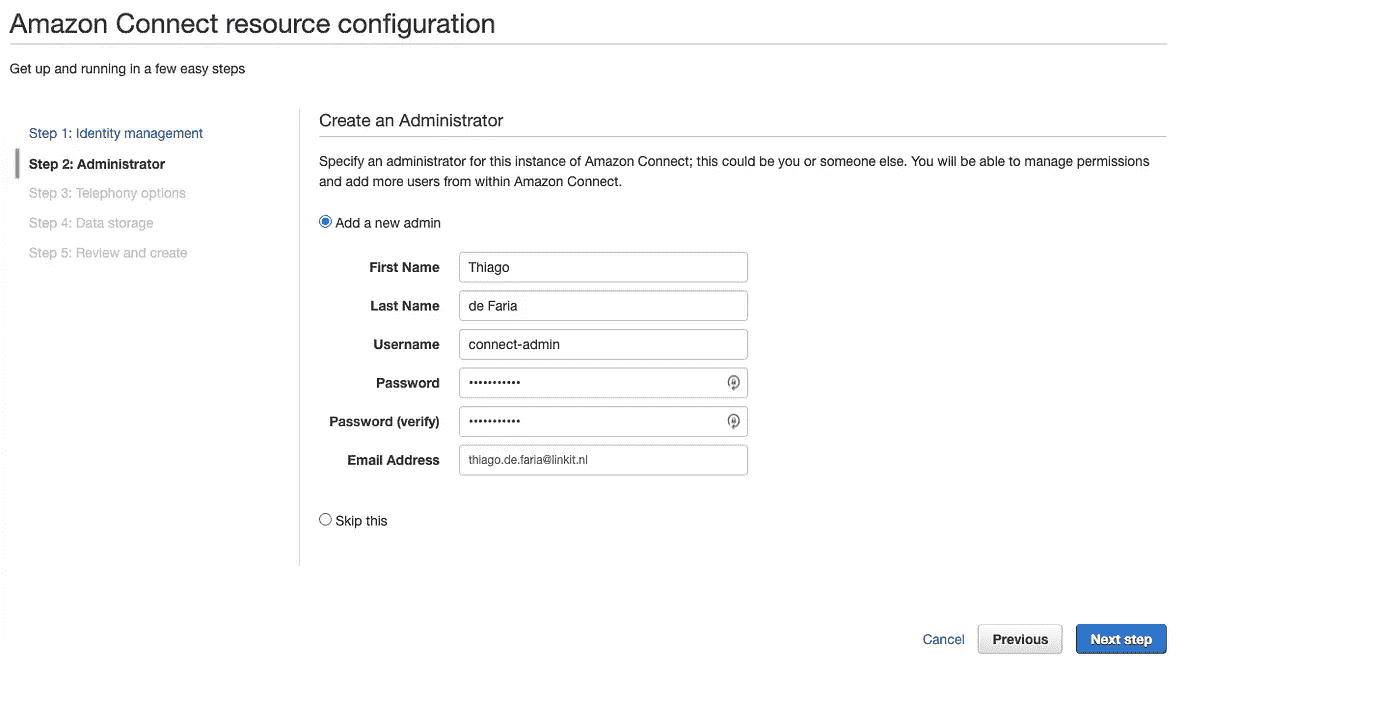 Amazon Connect resource configuration
Get up and running in a few easy steps
Step 1: Identity management
Step 2: Administrator
Step 3: Telephony options
Step 4: Data storage
Step 5: Review and create
Create an Administrator
Specify an administrator for this instance of Amazon Connect; this could be you or someone else. You will be able to manage permissions
and add more users from within Amazon Connect.
Add a new admin
First Name Thiago
Last Name de Faria
Username connect-admin
Password •••••••••••
Password (verify) •••••••••••
Email Address thiago.de.faria@linkit.nl
Skip this
Cancel Previous Next step